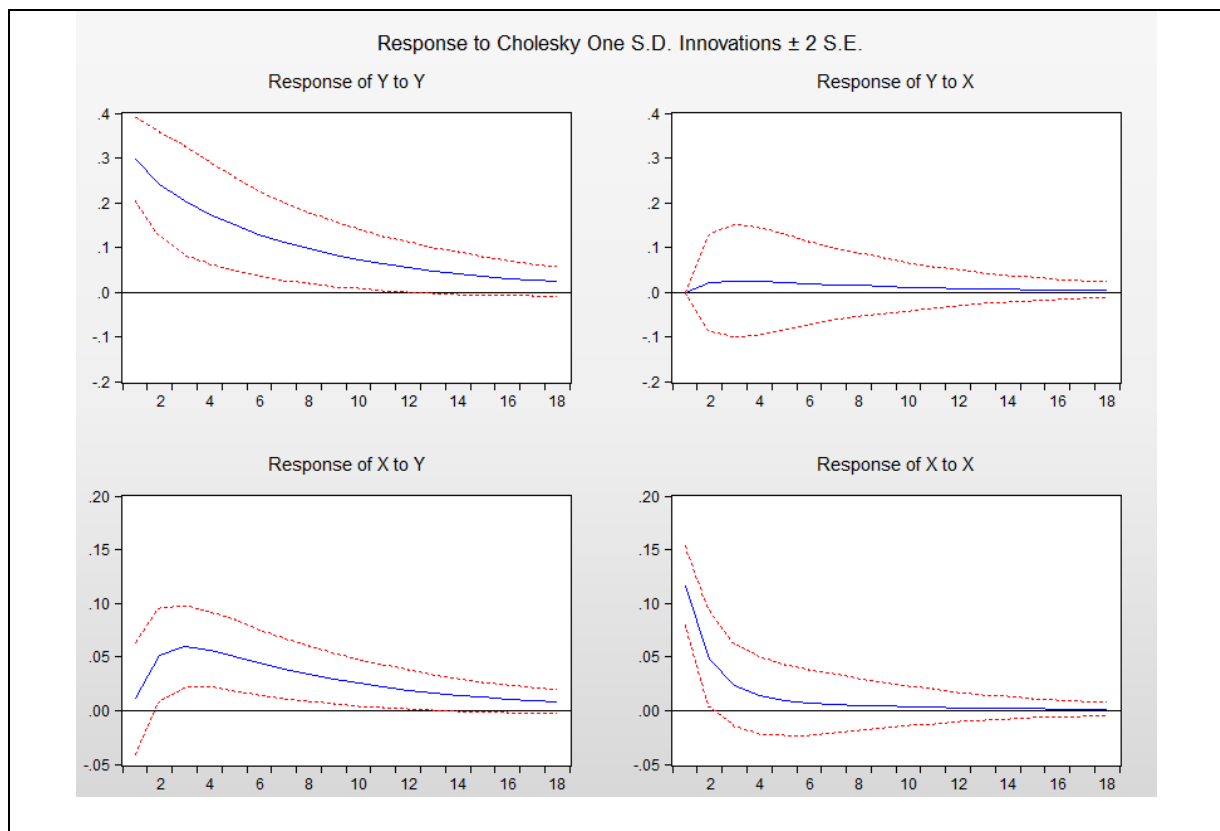 Response to Cholesky One S.D. Innovations ± 2 S.E.
Response of Y to Y
.4
.3
.2
.1
.0
-.1
-.2
2 4 6 8 10 12 14 16 18
Response of Y to X
.4
.3
.2
.1
.0
-.1
-.2
2 4 6 8 10 12 14 16 18
Response of X to Y
.20
.15
.10
.05
.00
-.05
2 4 6 8 10 12 14 16 18
Response of X to X
.20
.15
.10
.05
.00
-.05
2 4 6 8 10 12 14 16 18